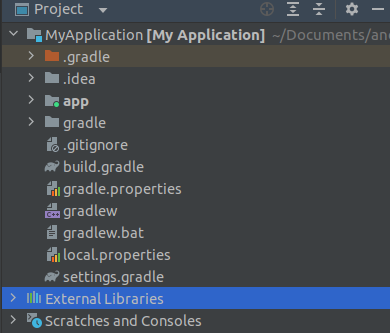 Project
MyApplication [My Application] ~/Documents/an
.gradle
.idea
app
gradle
.gitignore
build.gradle
gradle.properties
gradlew
gradlew.bat
local.properties
settings.gradle
External Libraries
Scratches and Consoles